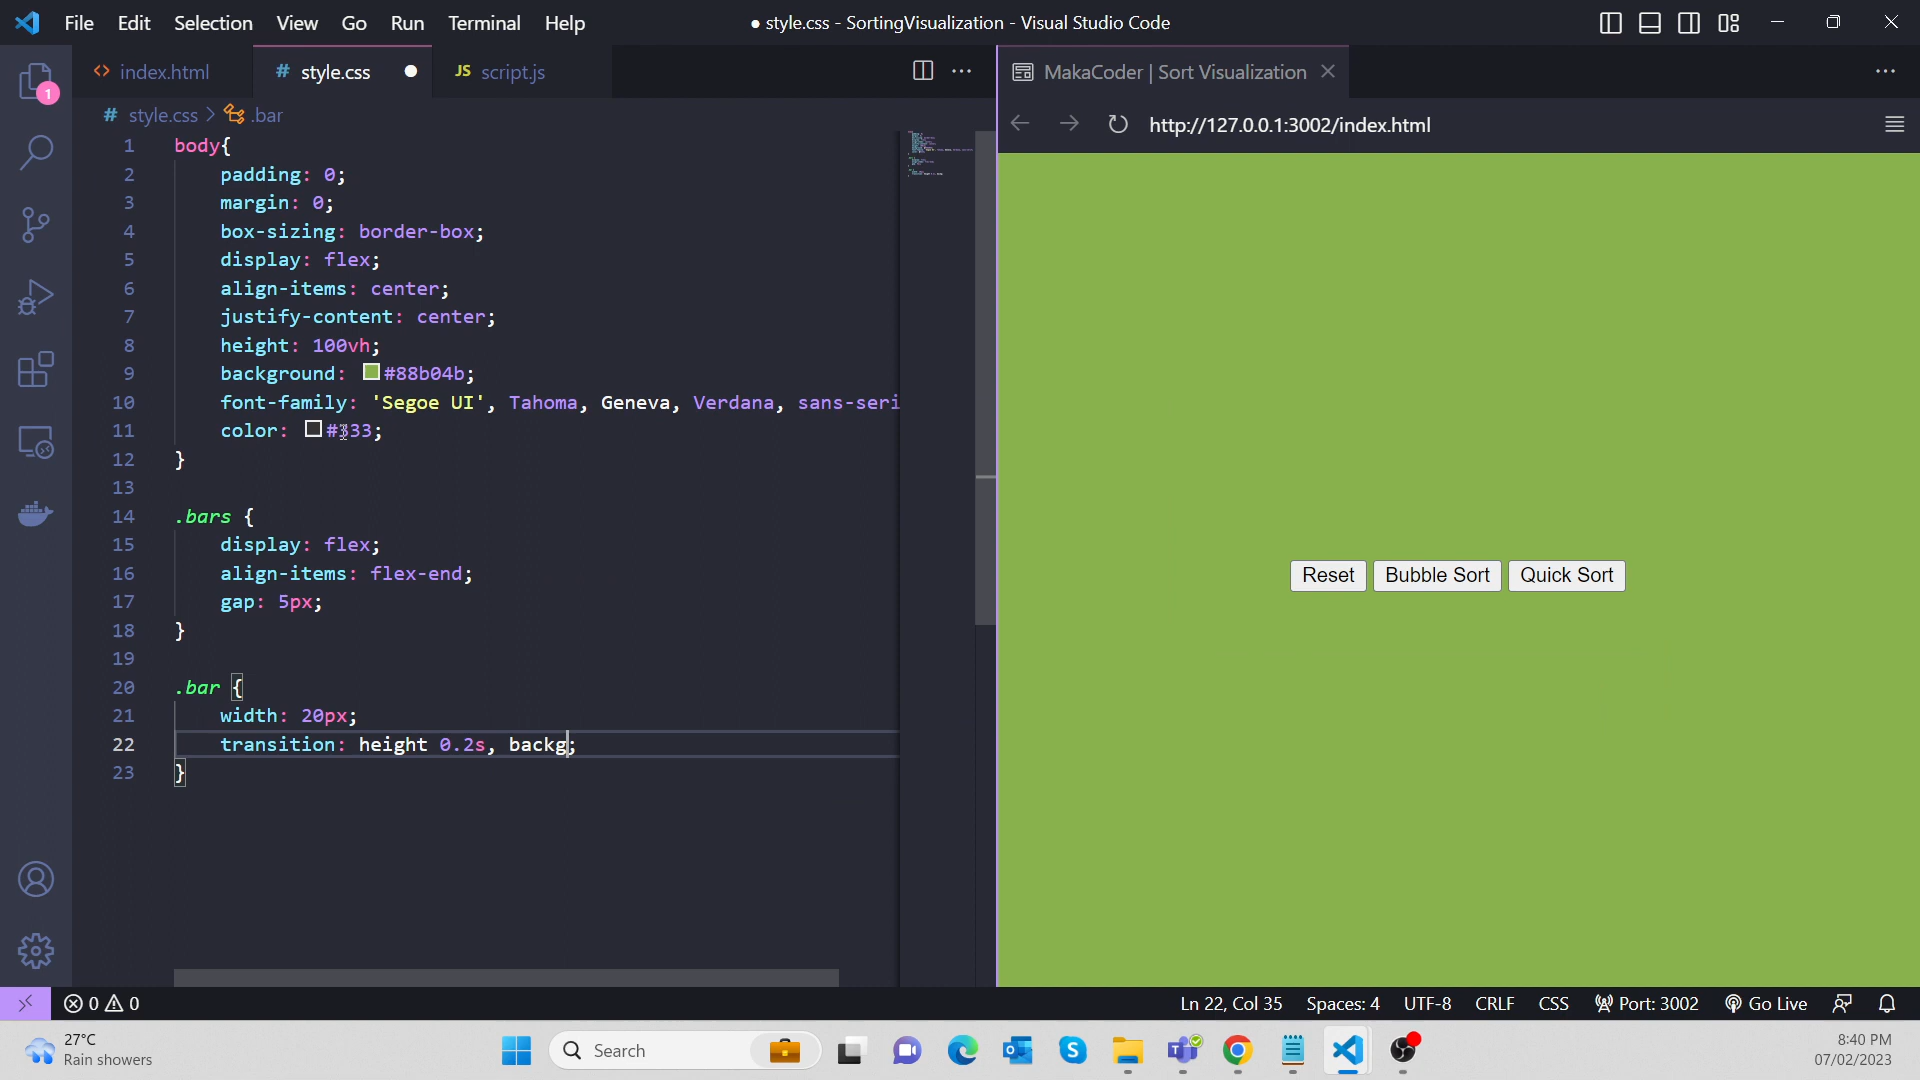 File Edit Selection View Go Run Terminal Help
● style.css - SortingVisualization - Visual Studio Code
<> index.html # style.css ● JS script.js
MakaCoder | Sort Visualization
1
# style.css > .bar
http://127.0.0.1:3002/index.html
1 body{
2 padding: 0;
3 margin: 0;
4 box-sizing: border-box;
5 display: flex;
6 align-items: center;
7 justify-content: center;
8 height: 100vh;
9 background: #88b04b;
10 font-family: 'Segoe UI', Tahoma, Geneva, Verdana, sans-seri
11 color: #333;
12 }
13
14 .bars {
15 display: flex;
16 align-items: flex-end;
17 gap: 5px;
18 }
19
20 .bar {
21 width: 20px;
22 transition: height 0.2s, backg;
23 }
Reset Bubble Sort Quick Sort
0 0
Ln 22, Col 35 Spaces: 4 UTF-8 CRLF CSS Port: 3002 Go Live
27°C
Rain showers
Search
8:40 PM
07/02/2023